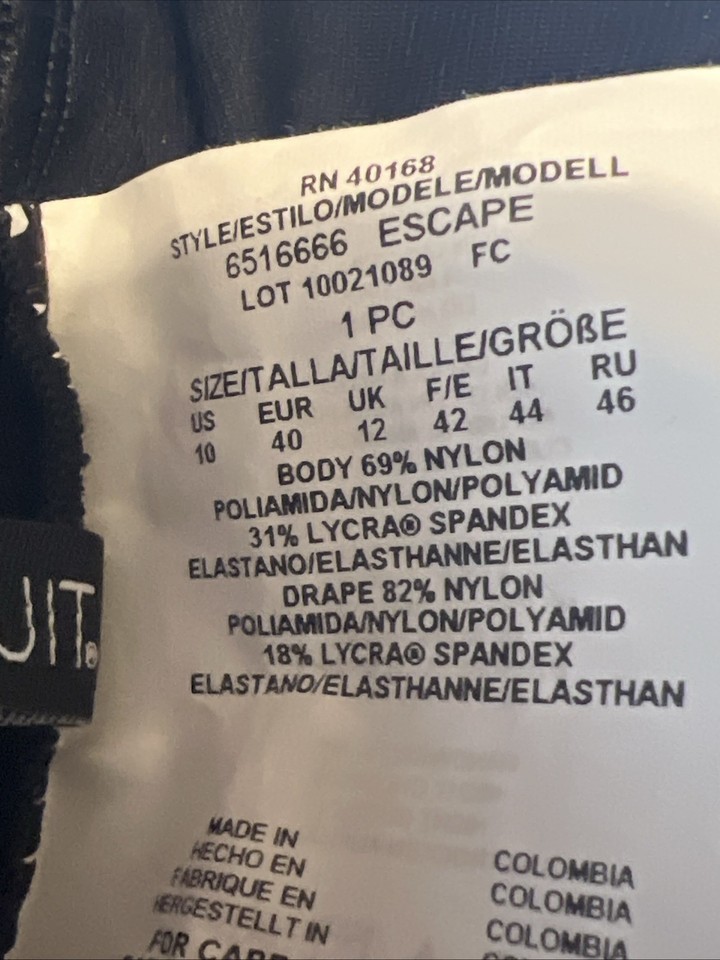 RN 40168
STYLE/ESTILO/MODELE/MODELL
6516666 ESCAPE
LOT 10021089 FC
1 PC
SIZE/TALLA/TAILLE/GRÖßE
US EUR UK F/E IT RU
10 40 12 42 44 46
BODY 69% NYLON
POLIAMIDA/NYLON/POLYAMID
31% LYCRA® SPANDEX
ELASTANO/ELASTHANNE/ELASTHAN
DRAPE 82% NYLON
POLIAMIDA/NYLON/POLYAMID
18% LYCRA® SPANDEX
ELASTANO/ELASTHANNE/ELASTHAN
UIT®
MADE IN COLOMBIA
HECHO EN COLOMBIA
FABRIQUE EN COLOMBIA
HERGESTELLT IN
FOR